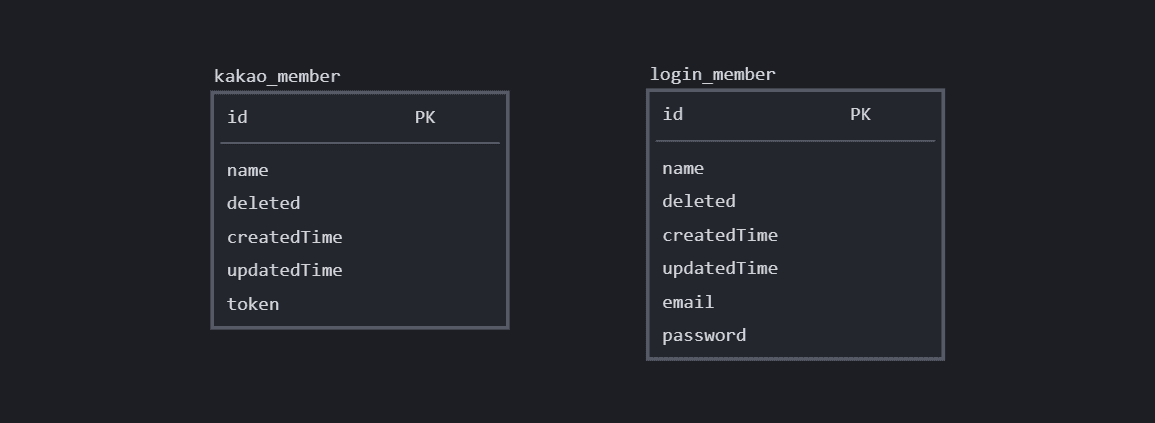 kakao_member
id PK
name
deleted
createdTime
updatedTime
token
login_member
id PK
name
deleted
createdTime
updatedTime
email
password